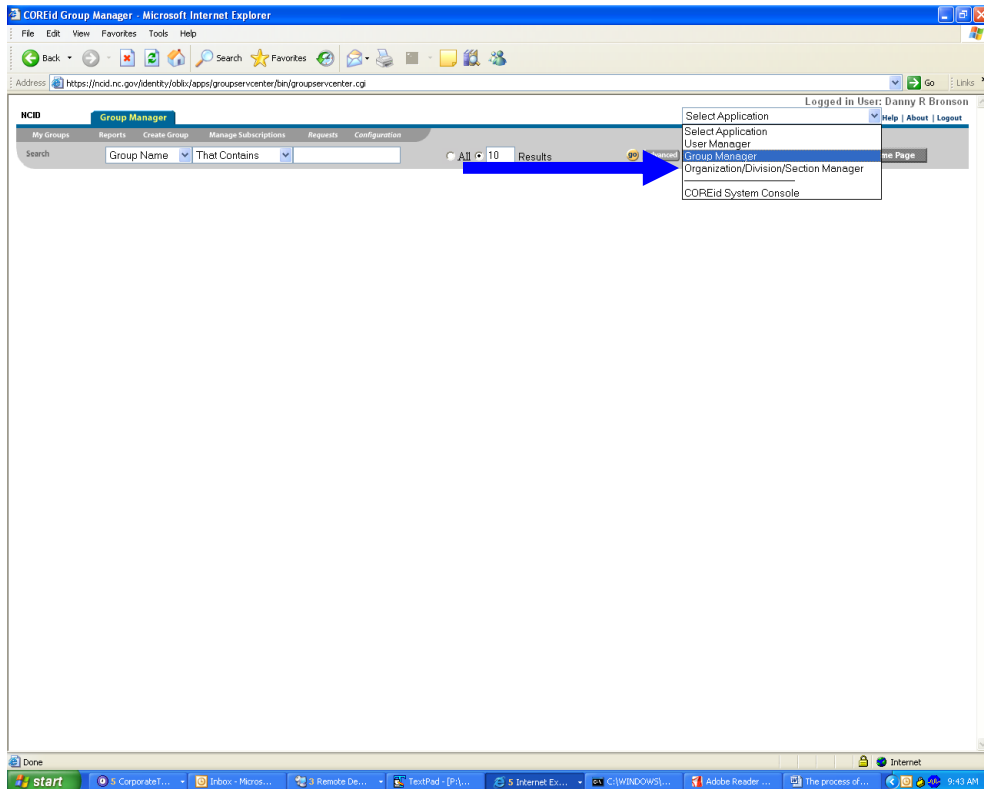 COREid Group Manager - Microsoft Internet Explorer
File Edit View Favorites Tools Help
Back Search Favorites
Address https://ncid.nc.gov/identity/oblix/apps/groupservcenter/bin/groupservcenter.cgi Go Links
Logged in User: Danny R Bronson
NCID Group Manager Select Application Help | About | Logout
My Groups Reports Create Group Manage Subscriptions Requests Configuration
Search Group Name That Contains All 10 Results go
Select Application
User Manager
Group Manager me Page
Organization/Division/Section Manager
COREid System Console
Done Internet
start 5 CorporateT... Inbox - Micros... 3 Remote De... TextPad - [P:\... 5 Internet Ex... C:\WINDOWS\... Adobe Reader ... The process of... 9:43 AM